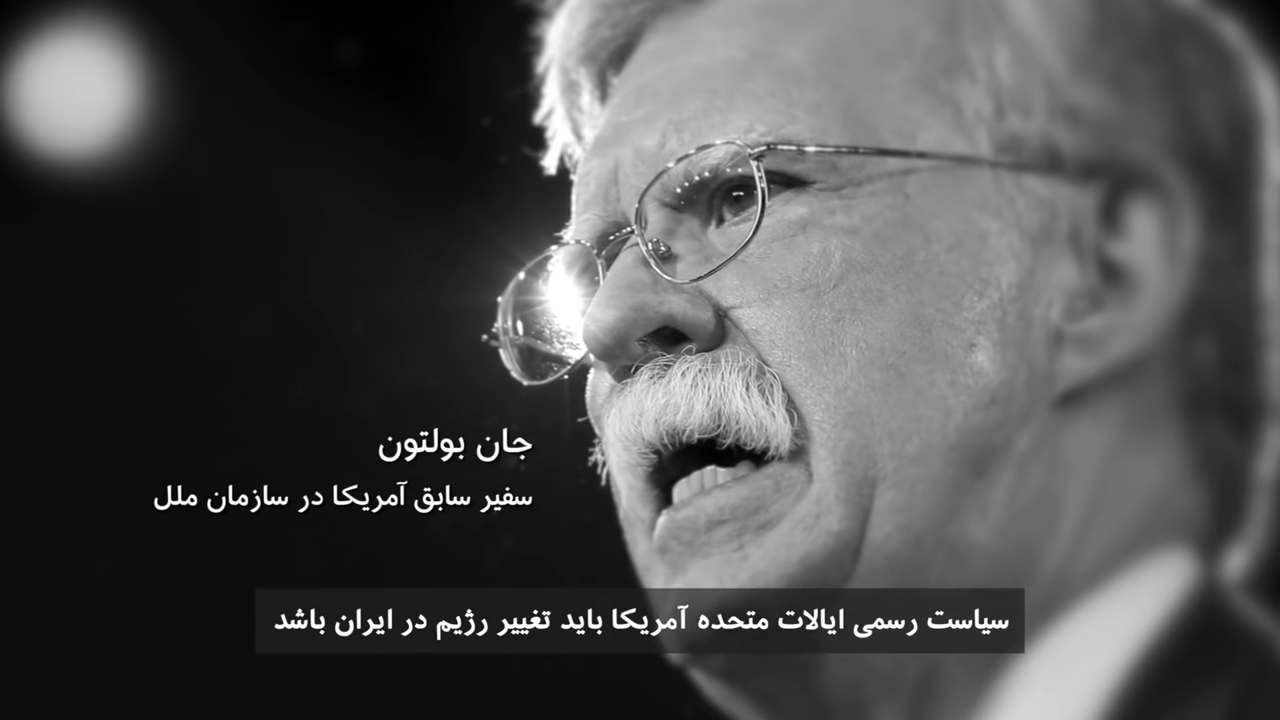 جان بولتون
سفیر سابق آمریکا در سازمان ملل
سیاست رسمی ایالات متحده آمریکا باید تغییر رژیم در ایران باشد